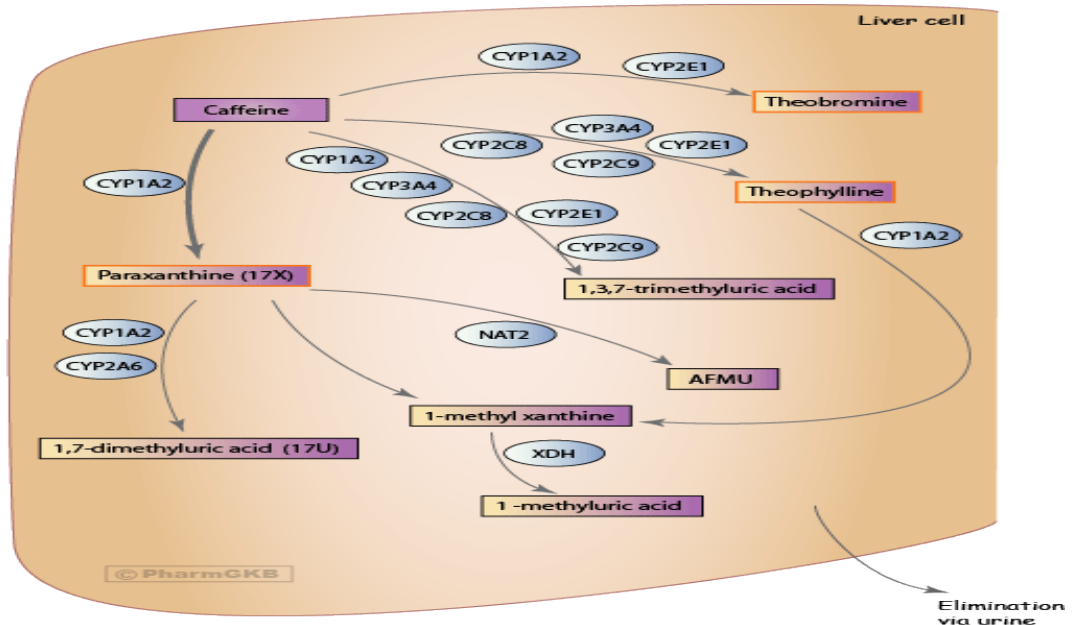 Liver cell
CYP1A2
CYP2E1
Theobromine
Caffeine
CYP3A4
CYP2C8
CYP2E1
CYP2C9
CYP1A2
CYP3A4
CYP2C8
CYP2E1
CYP2C9
Theophylline
CYP1A2
CYP1A2
Paraxanthine (17X)
1,3,7-trimethyluric acid
CYP1A2
CYP2A6
NAT2
AFMU
1-methyl xanthine
1,7-dimethyluric acid (17U)
XDH
1 -methyluric acid
© PharmGKB
Elimination
via urine